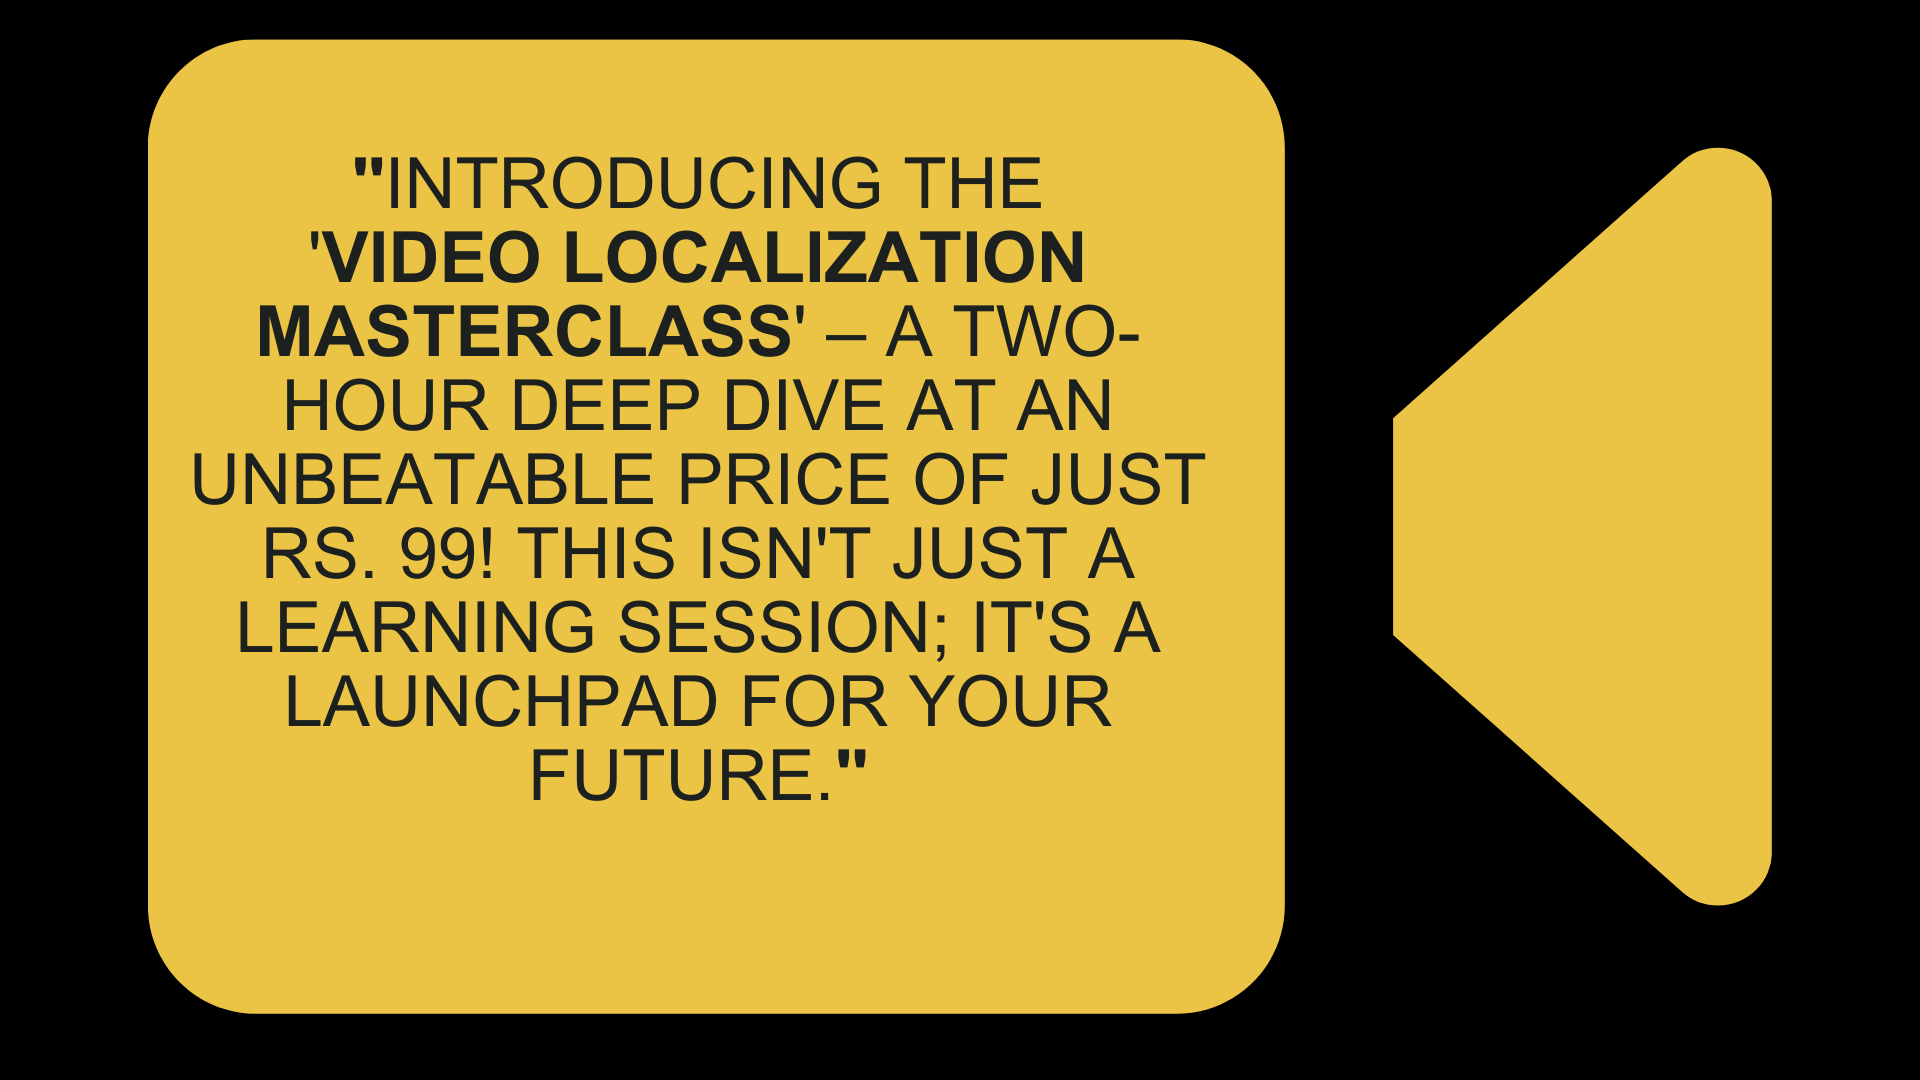 "INTRODUCING THE
'VIDEO LOCALIZATION
MASTERCLASS' – A TWO-
HOUR DEEP DIVE AT AN
UNBEATABLE PRICE OF JUST
RS. 99! THIS ISN'T JUST A
LEARNING SESSION; IT'S A
LAUNCHPAD FOR YOUR
FUTURE."